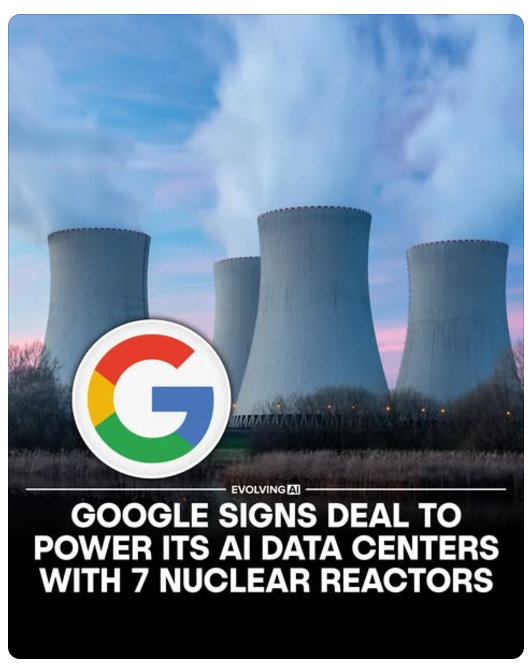 EVOLVING AI
GOOGLE SIGNS DEAL TO
POWER ITS AI DATA CENTERS
WITH 7 NUCLEAR REACTORS